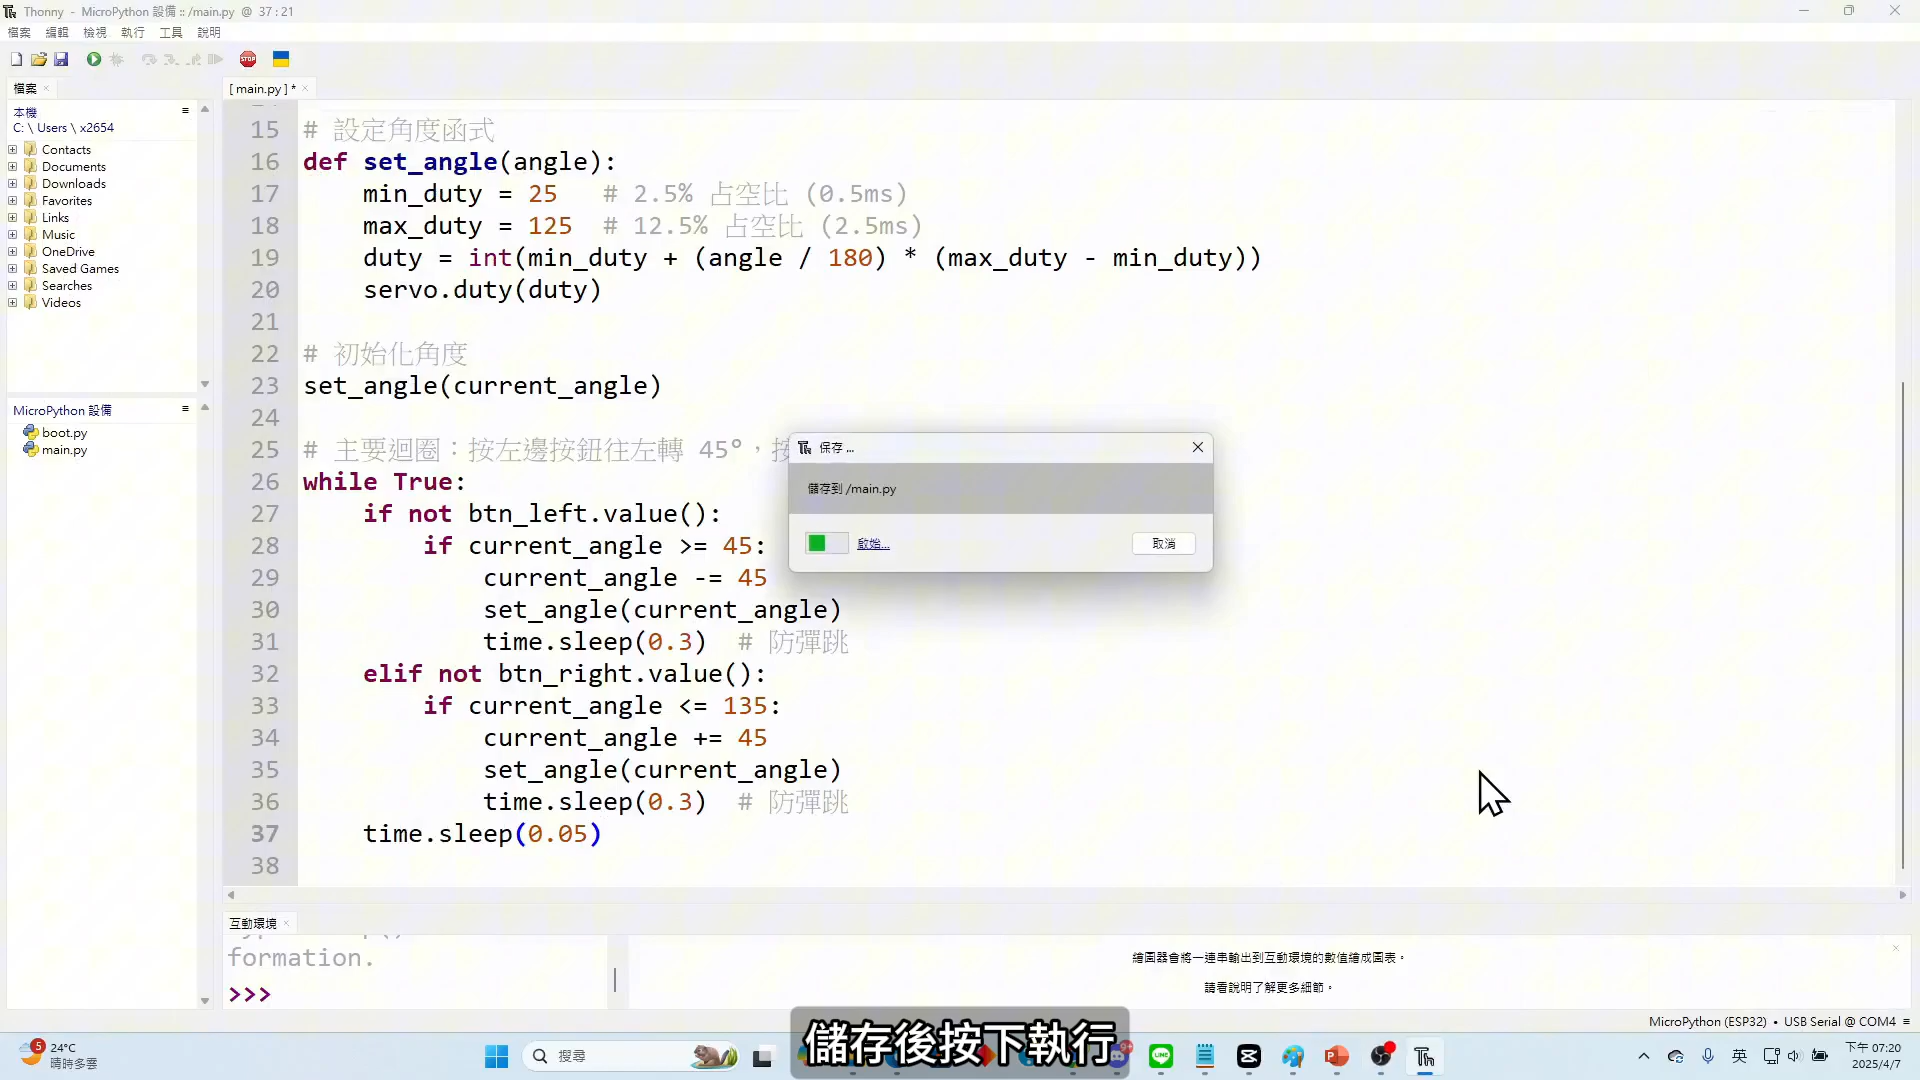 Thonny - MicroPython 設備 :: /main.py @ 37 : 21
檔案 編輯 檢視 執行 工具 說明
檔案
[ main.py ] *
本機
C: \ Users \ x2654
Contacts
Documents
Downloads
Favorites
Links
Music
OneDrive
Saved Games
Searches
Videos
MicroPython 設備
boot.py
main.py
15 # 設定角度函式
16 def set_angle(angle):
17 min_duty = 25 # 2.5% 占空比 (0.5ms)
18 max_duty = 125 # 12.5% 占空比 (2.5ms)
19 duty = int(min_duty + (angle / 180) * (max_duty - min_duty))
20 servo.duty(duty)
21
22 # 初始化角度
23 set_angle(current_angle)
24
25 # 主要迴圈：按左邊按鈕往左轉 45°，按
26 while True:
27 if not btn_left.value():
28 if current_angle >= 45:
29 current_angle -= 45
30 set_angle(current_angle)
31 time.sleep(0.3) # 防彈跳
32 elif not btn_right.value():
33 if current_angle <= 135:
34 current_angle += 45
35 set_angle(current_angle)
36 time.sleep(0.3) # 防彈跳
37 time.sleep(0.05)
38
保存 ...
儲存到 /main.py
啟始...
取消
互動環境
formation.
>>>
繪圖器會將一連串輸出到互動環境的數值繪成圖表。
請看說明了解更多細節。
MicroPython (ESP32) • USB Serial @ COM4
儲存後按下執行
5
24°C
晴時多雲
搜尋
英
下午 07:20
2025/4/7